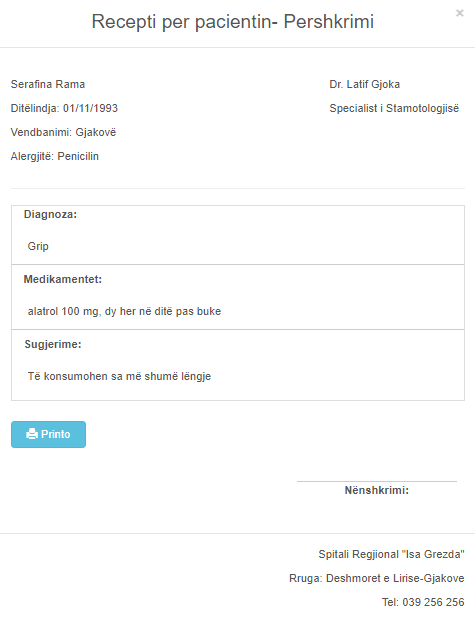 Recepti per pacientin- Pershkrimi
×
Serafina Rama
Dr. Latif Gjoka
Ditëlindja: 01/11/1993
Specialist i Stamotologjisë
Vendbanimi: Gjakovë
Alergjitë: Penicilin
Diagnoza:
Grip
Medikamentet:
alatrol 100 mg, dy her në ditë pas buke
Sugjerime:
Të konsumohen sa më shumë lëngje
Printo
Nënshkrimi:
Spitali Regjional "Isa Grezda"
Rruga: Deshmoret e Lirise-Gjakove
Tel: 039 256 256